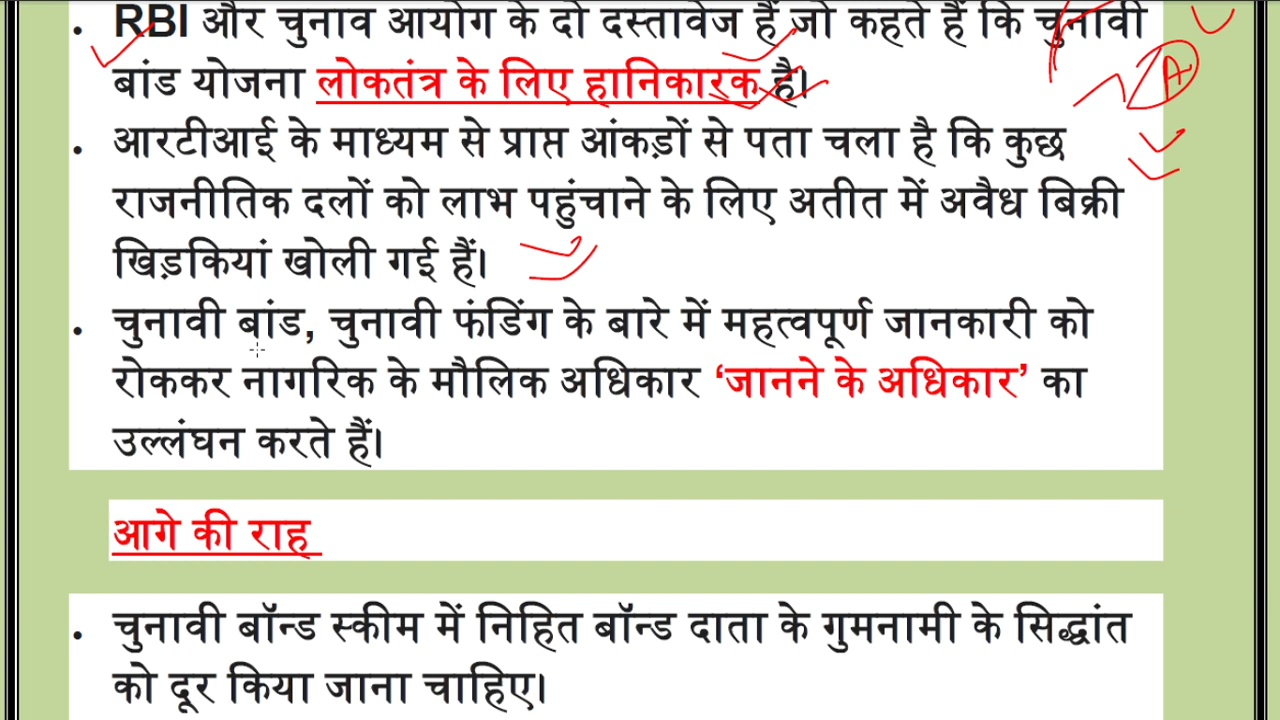 . RBI और चुनाव आयोग के दो दस्तावेज हैं जो कहते हैं कि चुनावी
बांड योजना लोकतंत्र के लिए हानिकारक है।
. आरटीआई के माध्यम से प्राप्त आंकड़ों से पता चला है कि कुछ
राजनीतिक दलों को लाभ पहुंचाने के लिए अतीत में अवैध बिक्री
खिड़कियां खोली गई हैं।
. चुनावी बांड, चुनावी फंडिंग के बारे में महत्वपूर्ण जानकारी को
रोककर नागरिक के मौलिक अधिकार ‘जानने के अधिकार’ का
उल्लंघन करते हैं।
आगे की राह
. चुनावी बॉन्ड स्कीम में निहित बॉन्ड दाता के गुमनामी के सिद्धांत
को दूर किया जाना चाहिए।
A